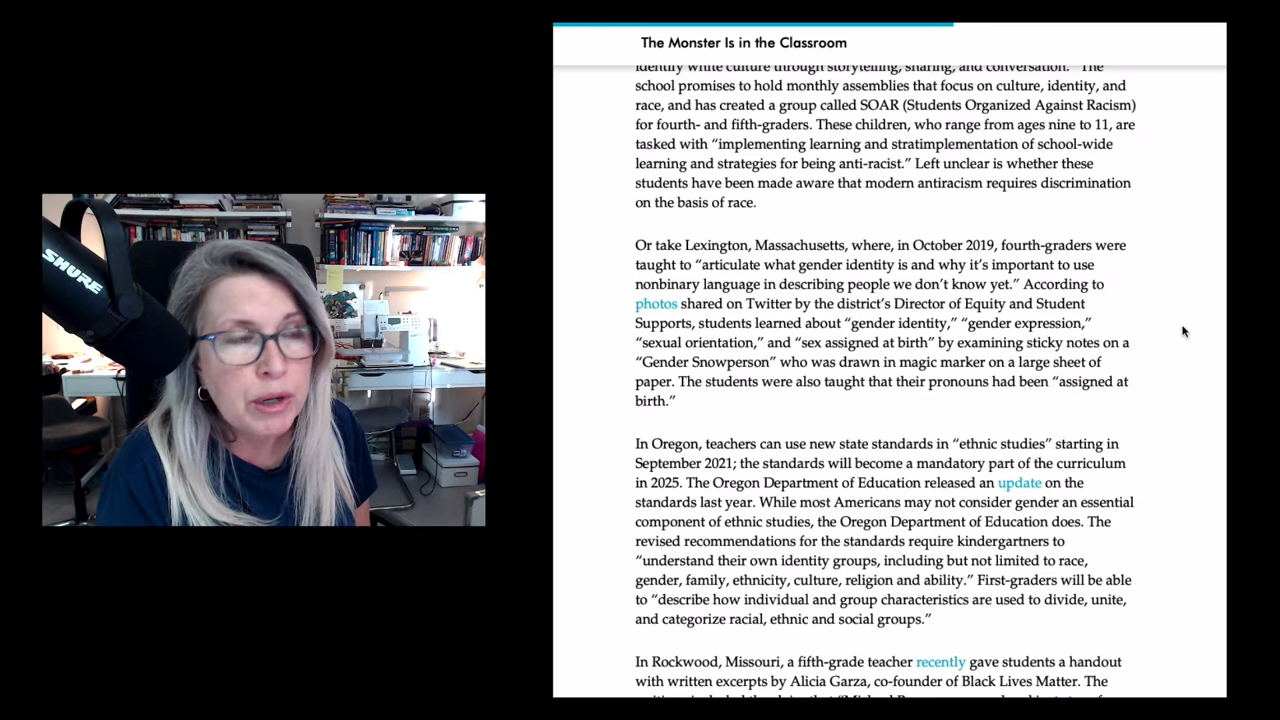 The Monster Is in the Classroom
identify white culture through storytelling, sharing, and conversation.” The
school promises to hold monthly assemblies that focus on culture, identity, and
race, and has created a group called SOAR (Students Organized Against Racism)
for fourth- and fifth-graders. These children, who range from ages nine to 11, are
tasked with “implementing learning and stratimplementation of school-wide
learning and strategies for being anti-racist.” Left unclear is whether these
students have been made aware that modern antiracism requires discrimination
on the basis of race.
Or take Lexington, Massachusetts, where, in October 2019, fourth-graders were
taught to “articulate what gender identity is and why it’s important to use
nonbinary language in describing people we don’t know yet.” According to
photos shared on Twitter by the district’s Director of Equity and Student
Supports, students learned about “gender identity,” “gender expression,”
“sexual orientation,” and “sex assigned at birth” by examining sticky notes on a
“Gender Snowperson” who was drawn in magic marker on a large sheet of
paper. The students were also taught that their pronouns had been “assigned at
birth.”
In Oregon, teachers can use new state standards in “ethnic studies” starting in
September 2021; the standards will become a mandatory part of the curriculum
in 2025. The Oregon Department of Education released an update on the
standards last year. While most Americans may not consider gender an essential
component of ethnic studies, the Oregon Department of Education does. The
revised recommendations for the standards require kindergartners to
“understand their own identity groups, including but not limited to race,
gender, family, ethnicity, culture, religion and ability.” First-graders will be able
to “describe how individual and group characteristics are used to divide, unite,
and categorize racial, ethnic and social groups.”
In Rockwood, Missouri, a fifth-grade teacher recently gave students a handout
with written excerpts by Alicia Garza, co-founder of Black Lives Matter. The
SHURE